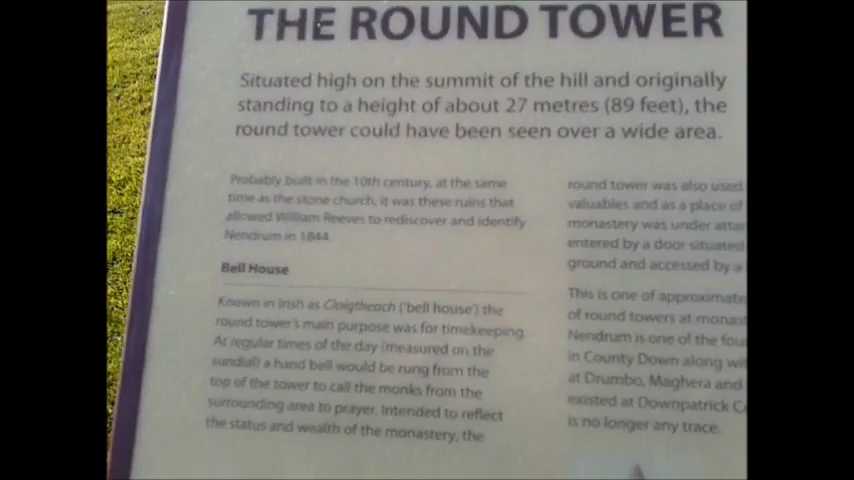 THE ROUND TOWER
Situated high on the summit of the hill and originally
standing to a height of about 27 metres (89 feet), the
round tower could have been seen over a wide area.
Probably built in the 10th century, at the same
time as the stone church, it was these ruins that
allowed William Reeves to rediscover and identify
Nendrum in 1844.
Bell House
Known in Irish as Cloigtheach ('bell house') the
round tower's main purpose was for timekeeping.
At regular times of the day (measured on the
sundial) a hand bell would be rung from the
top of the tower to call the monks from the
surrounding area to prayer. Intended to reflect
the status and wealth of the monastery, the
round tower was also used
valuables and as a place of
monastery was under attac
entered by a door situated
ground and accessed by a
This is one of approximate
of round towers at monast
Nendrum is one of the four
in County Down along wit
at Drumbo, Maghera and
existed at Downpatrick Ca
is no longer any trace.